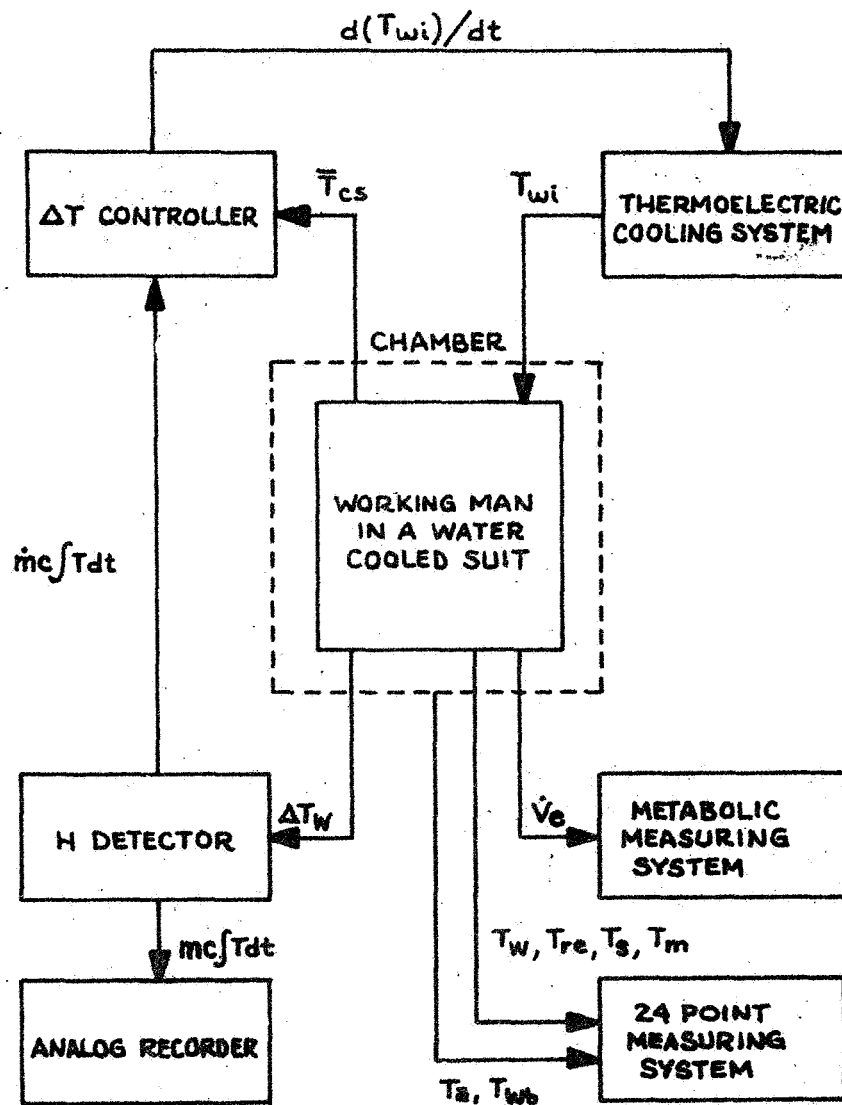 d(Twi)/dt
ΔT CONTROLLER
T̿cs
Twi
THERMOELECTRIC
COOLING SYSTEM
CHAMBER
WORKING MAN
IN A WATER
COOLED SUIT
ṁc∫Tdt
H DETECTOR
ΔTw
V̇e
METABOLIC
MEASURING
SYSTEM
mc∫Tdt
Tw, Tre, Ts, Tm
ANALOG RECORDER
24 POINT
MEASURING
SYSTEM
Ta, Twb